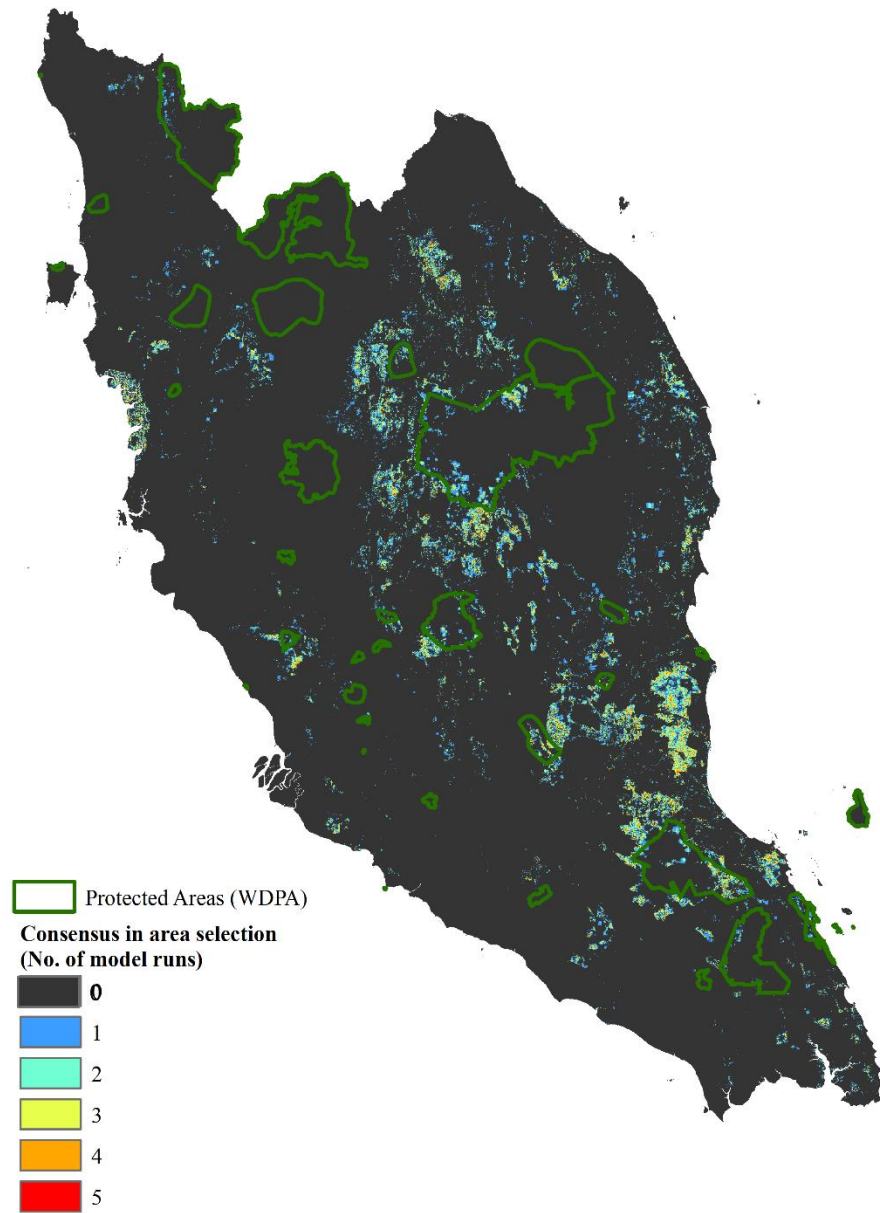 Protected Areas (WDPA)
Consensus in area selection
(No. of model runs)
0
1
2
3
4
5